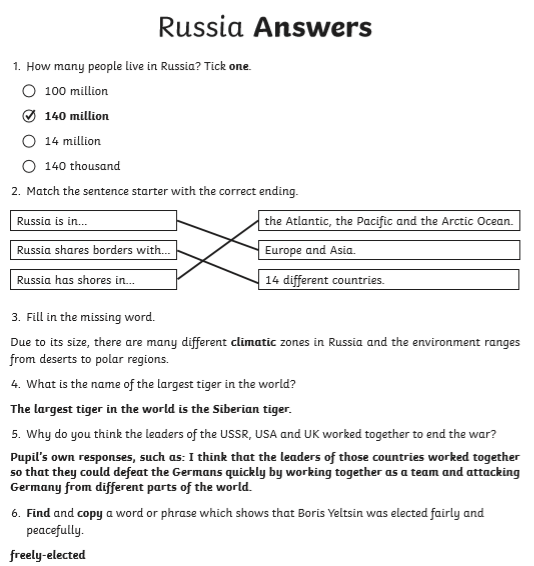 Russia Answers
1. How many people live in Russia? Tick one.
100 million
140 million
14 million
140 thousand
2. Match the sentence starter with the correct ending.
Russia is in...
the Atlantic, the Pacific and the Arctic Ocean.
Russia shares borders with...
Europe and Asia.
Russia has shores in...
14 different countries.
3. Fill in the missing word.
Due to its size, there are many different climatic zones in Russia and the environment ranges
from deserts to polar regions.
4. What is the name of the largest tiger in the world?
The largest tiger in the world is the Siberian tiger.
5. Why do you think the leaders of the USSR, USA and UK worked together to end the war?
Pupil's own responses, such as: I think that the leaders of those countries worked together
so that they could defeat the Germans quickly by working together as a team and attacking
Germany from different parts of the world.
6. Find and copy a word or phrase which shows that Boris Yeltsin was elected fairly and
peacefully.
freely-elected